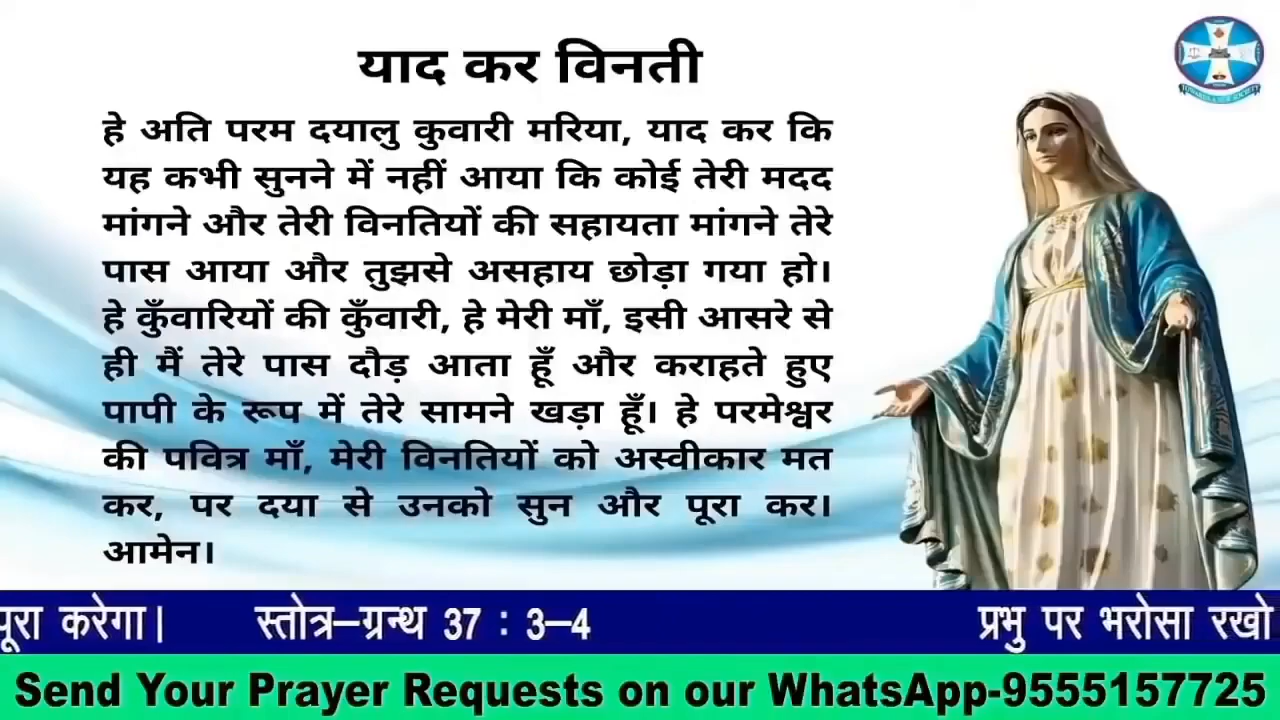 याद कर विनती
हे अति परम दयालु कुवारी मरिया, याद कर कि
यह कभी सुनने में नहीं आया कि कोई तेरी मदद
मांगने और तेरी विनतियों की सहायता मांगने तेरे
पास आया और तुझसे असहाय छोड़ा गया हो।
हे कुँवारियों की कुँवारी, हे मेरी माँ, इसी आसरे से
ही मैं तेरे पास दौड़ आता हूँ और कराहते हुए
पापी के रूप में तेरे सामने खड़ा हूँ। हे परमेश्वर
की पवित्र माँ, मेरी विनतियों को अस्वीकार मत
कर, पर दया से उनको सुन और पूरा कर।
आमेन।
पूरा करेगा। स्तोत्र-ग्रन्थ 37 : 3-4 प्रभु पर भरोसा रखो
Send Your Prayer Requests on our WhatsApp-9555157725